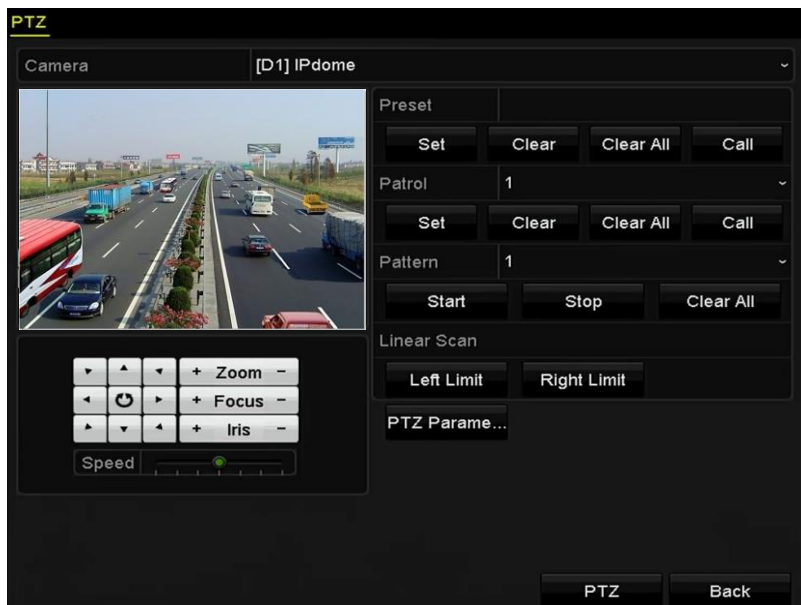 PTZ
Camera [D1] IPdome
Preset
Set Clear Clear All Call
Patrol 1
Set Clear Clear All Call
Pattern 1
Start Stop Clear All
Linear Scan
Left Limit Right Limit
PTZ Parame...
+ Zoom -
+ Focus -
+ Iris -
Speed
PTZ Back